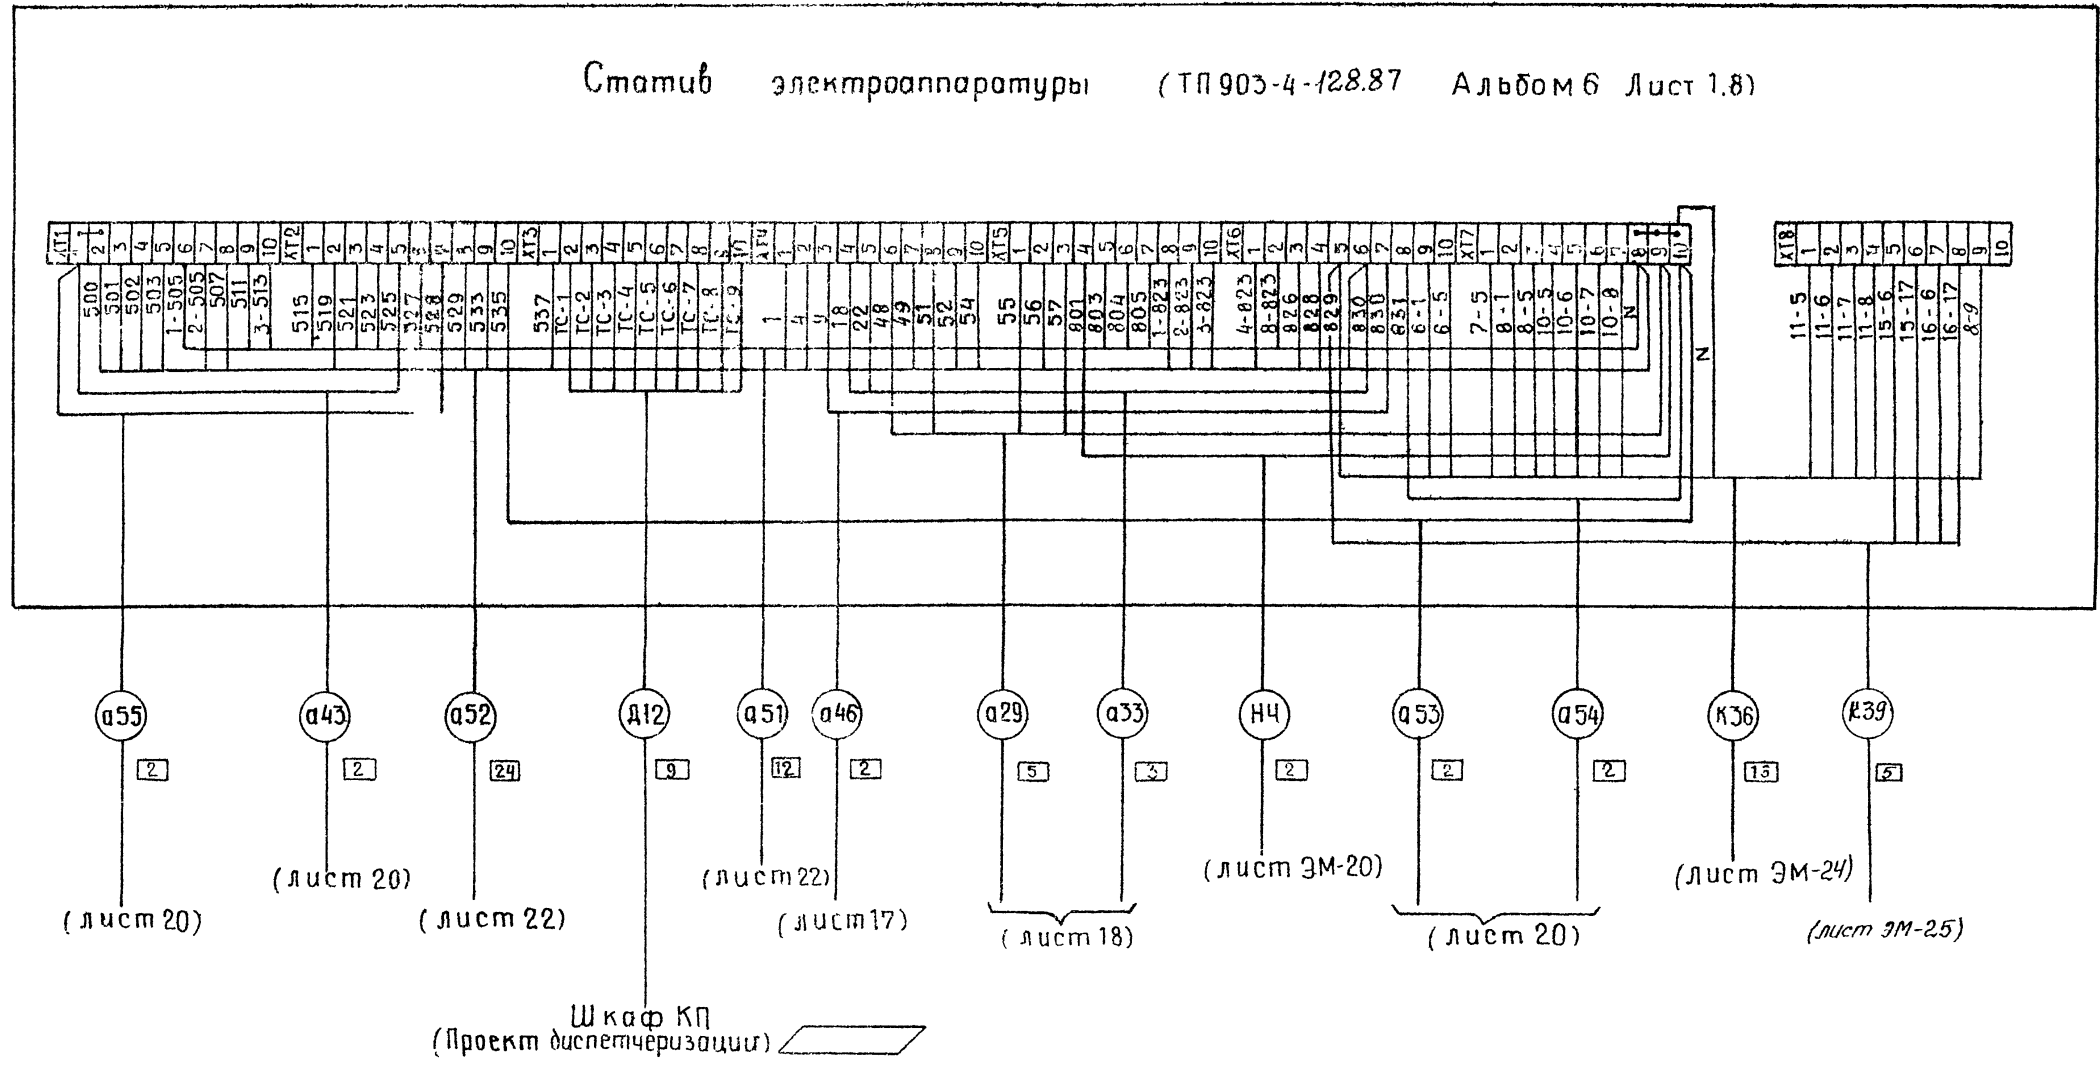 Статив электроаппаратуры (ТП 903-4-128.87 Альбом 6 Лист 1.8)
XT1 2 3 4 5 6 7 8 9 10 XT2 1 2 3 4 5 8 9 10 XT3 1 2 3 4 5 6 7 8 10 XT4 1 2 3 4 5 6 7 8 9 10 XT5 1 2 3 4 5 6 7 8 9 10 XT6 1 2 3 4 5 6 7 8 9 10 XT7 1 2 4 5 6 8 9 10 XT8 1 2 3 4 5 6 7 8 9 10
500 501 502 503 1-505 2-505 507 511 3-513 515 519 521 523 525 527 528 529 533 535 537 ТС-1 ТС-2 ТС-3 ТС-4 ТС-5 ТС-6 ТС-7 ТС-8 ТС-9 1 4 18 22 48 49 51 52 54 55 56 57 801 803 804 805 1-823 2-823 3-823 4-823 8-823 826 828 829 830 830 831 6-1 6-5 7-5 8-1 8-5 10-5 10-6 10-7 10-8 N N 11-5 11-6 11-7 11-8 15-6 15-17 16-6 16-17 8-9
а55 а43 а52 Д12 а51 а46 а29 а33 Н4 а53 а54 К36 К39
2 2 24 9 12 2 5 3 2 2 2 13 5
(лист 20) (лист 20) (лист 22) (лист 22) (лист 17) (лист 18) (лист ЭМ-20) (лист 20) (лист ЭМ-24) (лист ЭМ-25)
Шкаф КП
(Проект диспетчеризации)